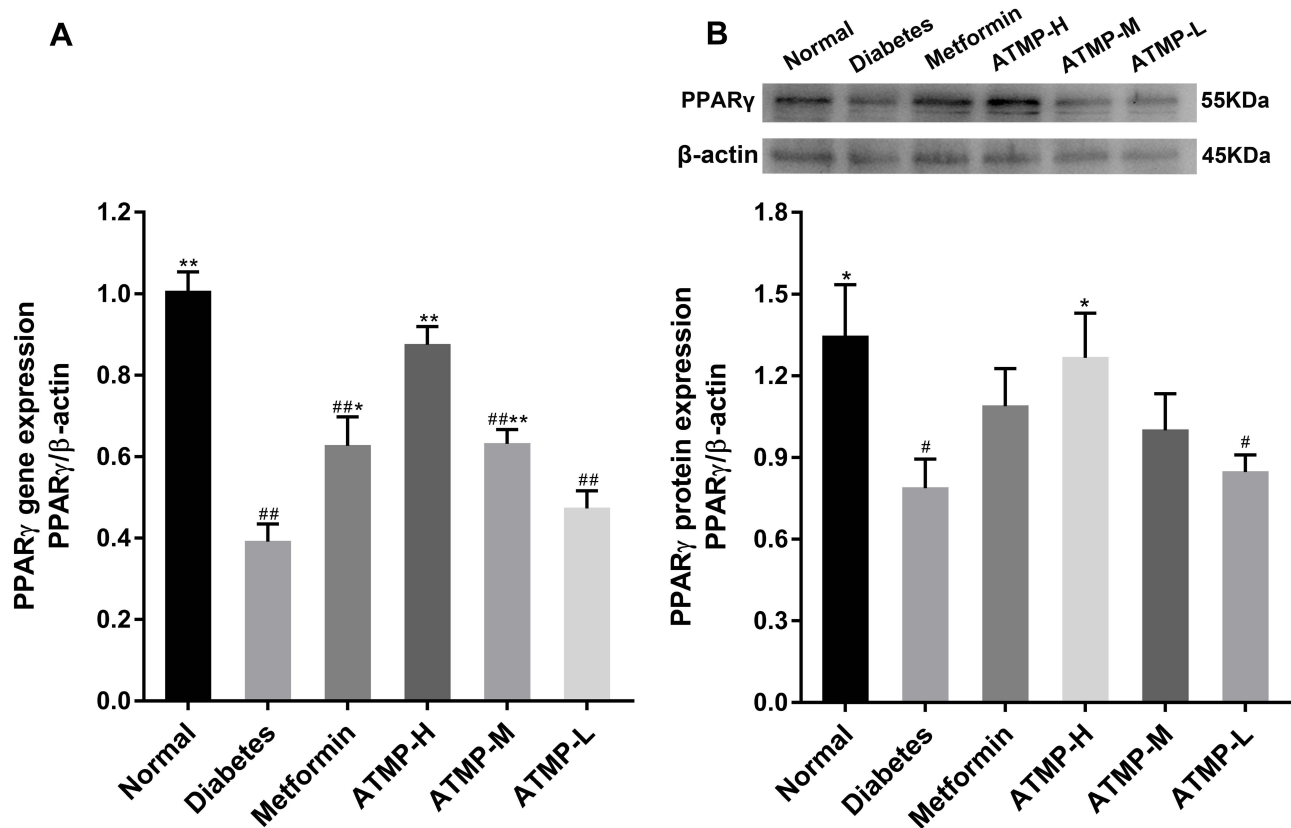 A
1.2
1.0
0.8
0.6
0.4
0.2
0.0
PPARγ gene expression
PPARγ/β-actin
**
##
##*
**
##**
##
Normal
Diabetes
Metformin
ATMP-H
ATMP-M
ATMP-L
B
Normal
Diabetes
Metformin
ATMP-H
ATMP-M
ATMP-L
PPARγ
55KDa
β-actin
45KDa
1.8
1.5
1.2
0.9
0.6
0.3
0.0
PPARγ protein expression
PPARγ/β-actin
*
#
*
#
Normal
Diabetes
Metformin
ATMP-H
ATMP-M
ATMP-L